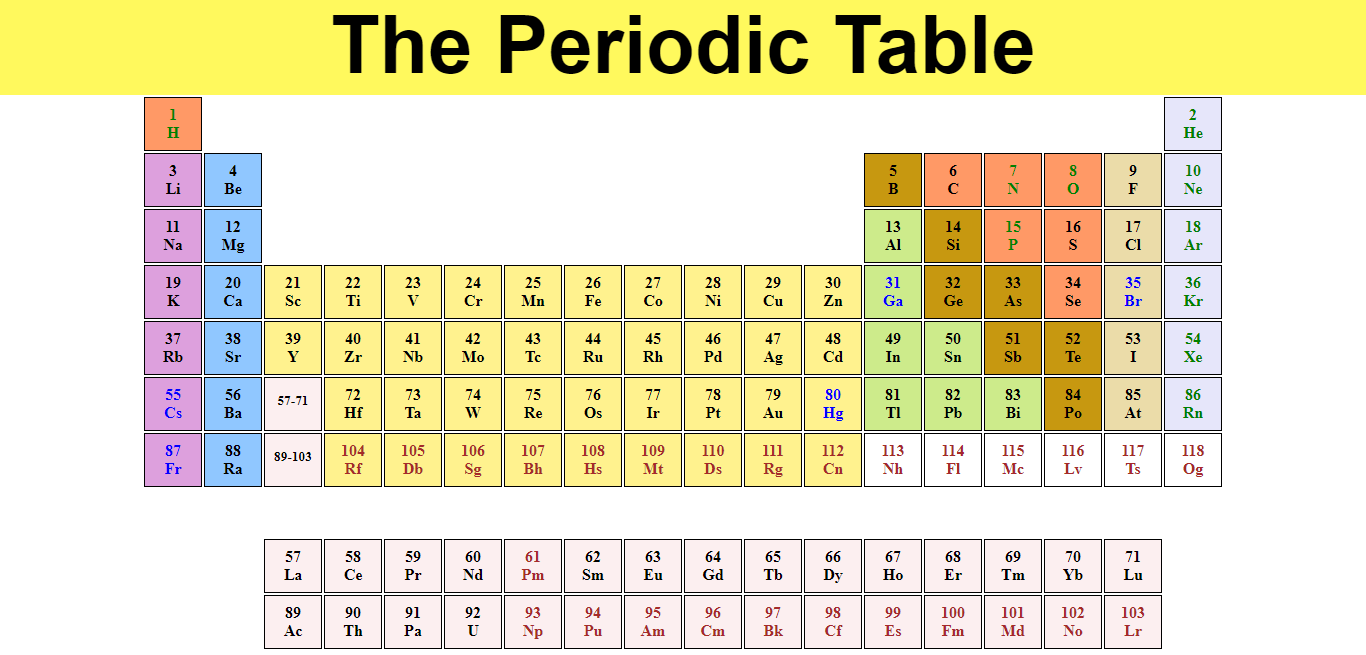 The Periodic Table
1 2
H He
3 4 5 6 7 8 9 10
Li Be B C N O F Ne
11 12 13 14 15 16 17 18
Na Mg Al Si P S Cl Ar
19 20 21 22 23 24 25 26 27 28 29 30 31 32 33 34 35 36
K Ca Sc Ti V Cr Mn Fe Co Ni Cu Zn Ga Ge As Se Br Kr
37 38 39 40 41 42 43 44 45 46 47 48 49 50 51 52 53 54
Rb Sr Y Zr Nb Mo Tc Ru Rh Pd Ag Cd In Sn Sb Te I Xe
55 56 57-71 72 73 74 75 76 77 78 79 80 81 82 83 84 85 86
Cs Ba Hf Ta W Re Os Ir Pt Au Hg Tl Pb Bi Po At Rn
87 88 89-103 104 105 106 107 108 109 110 111 112 113 114 115 116 117 118
Fr Ra Rf Db Sg Bh Hs Mt Ds Rg Cn Nh Fl Mc Lv Ts Og
57 58 59 60 61 62 63 64 65 66 67 68 69 70 71
La Ce Pr Nd Pm Sm Eu Gd Tb Dy Ho Er Tm Yb Lu
89 90 91 92 93 94 95 96 97 98 99 100 101 102 103
Ac Th Pa U Np Pu Am Cm Bk Cf Es Fm Md No Lr